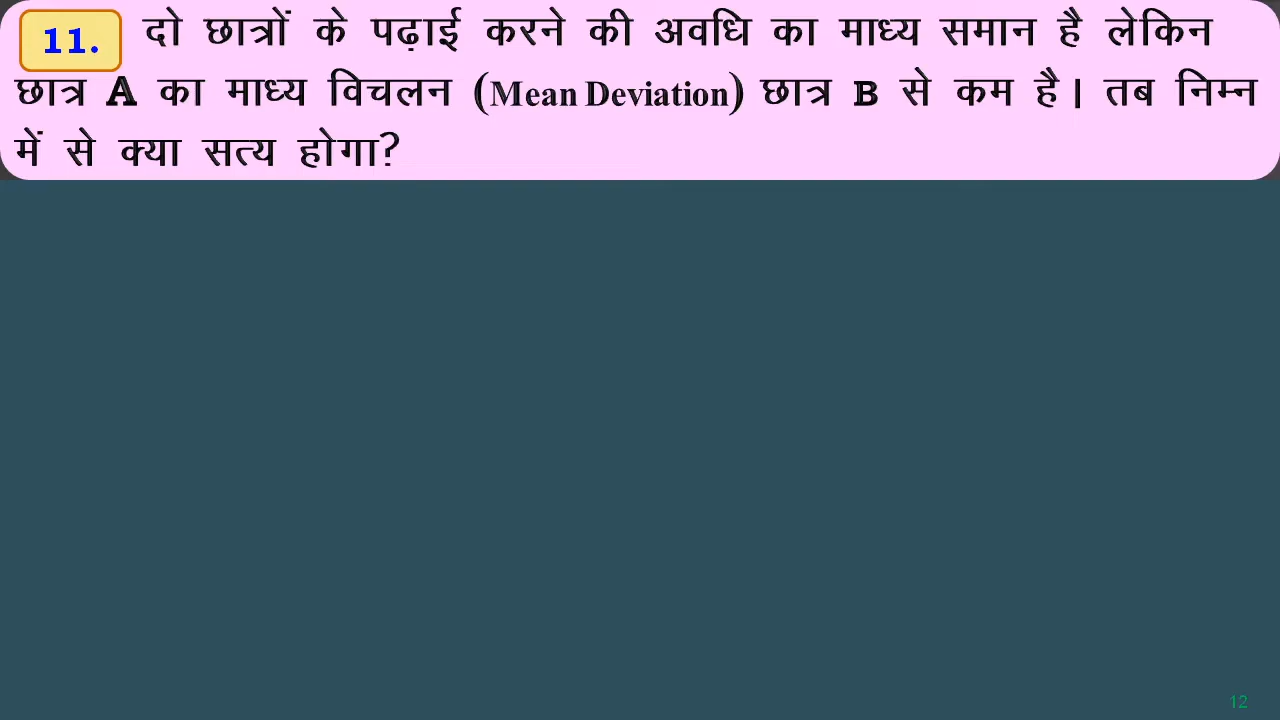 11. दो छात्रों के पढ़ाई करने की अवधि का माध्य समान है लेकिन
छात्र A का माध्य विचलन (Mean Deviation) छात्र B से कम है। तब निम्न
में से क्या सत्य होगा?
12